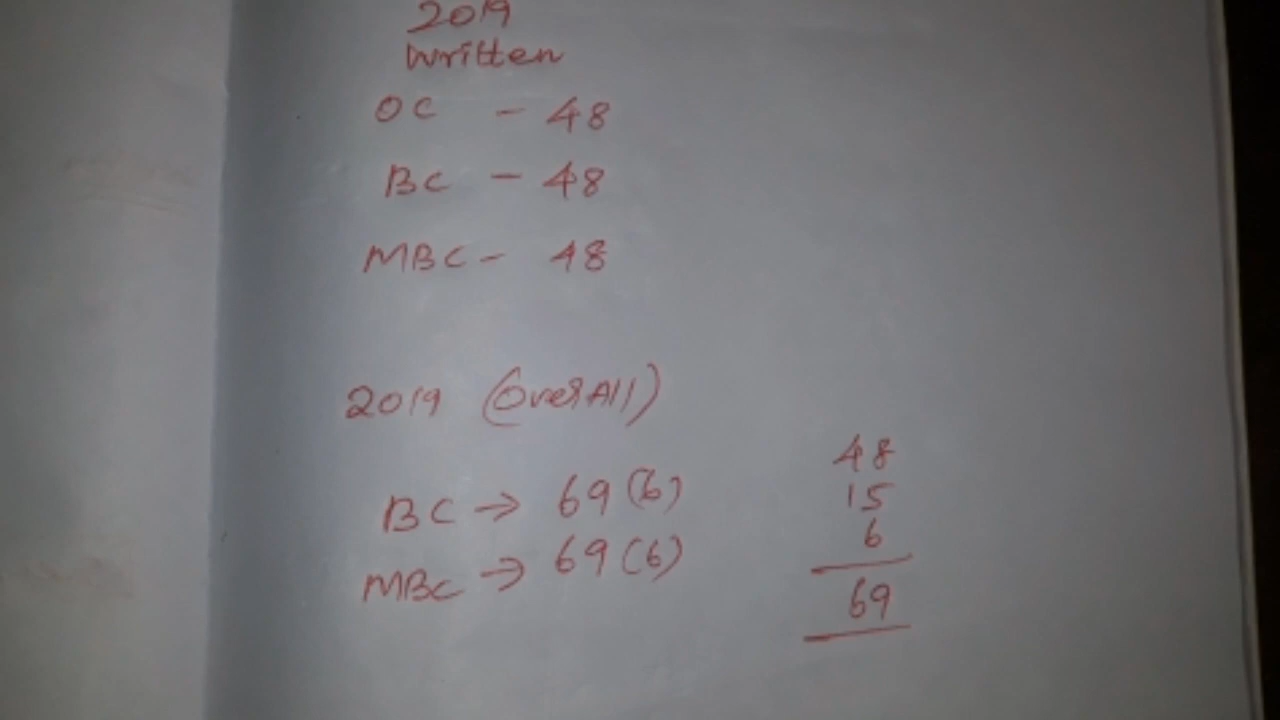 2019
Written
OC - 48
BC - 48
MBC - 48
2019 (OverAll)
BC → 69 (6)
MBC → 69 (6)
48
15
6
69